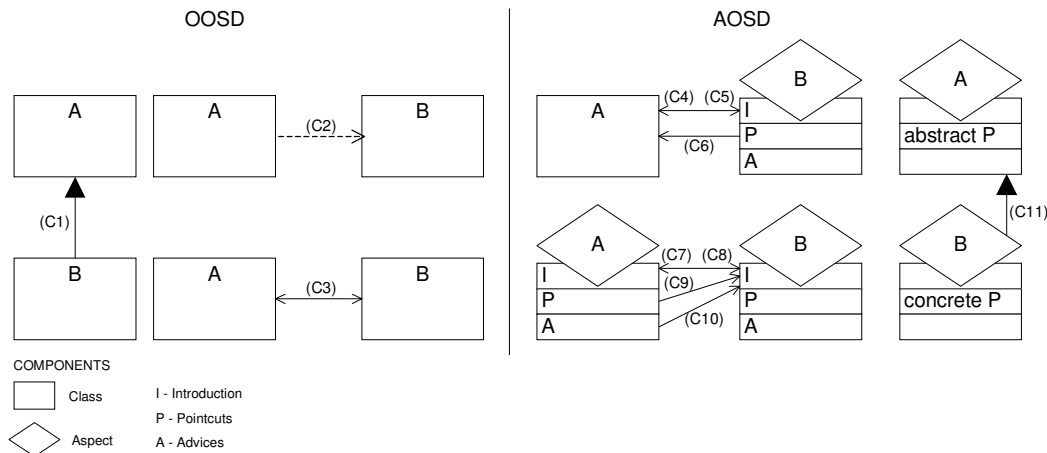 OOSD
AOSD
A
A
B
(C2)
(C1)
B
A
B
(C3)
A
(C4)
(C5)
(C6)
B
I
P
A
A
abstract P
(C11)
A
I
P
A
(C7)
(C8)
(C9)
(C10)
B
I
P
A
B
concrete P
COMPONENTS
Class
Aspect
I - Introduction
P - Pointcuts
A - Advices